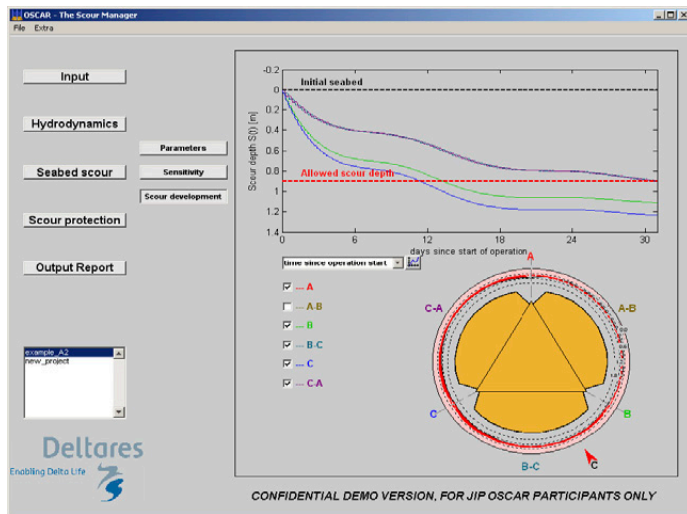 OSCAR - The Scour Manager
File Extra
Input
Hydrodynamics
Parameters
Seabed scour
Sensitivity
Scour development
Scour protection
Output Report
example_A2
new_project
Deltares
Enabling Delta Life
-0.2
0
0.2
0.4
0.6
0.8
1
1.2
1.4
Scour depth S(t) [m]
Initial seabed
Allowed scour depth
0 6 12 18 24 30
days since start of operation
time since operation start
--- A
--- A-B
--- B
--- B-C
--- C
--- C-A
A
C-A
A-B
C
B
B-C
C
CONFIDENTIAL DEMO VERSION, FOR JIP OSCAR PARTICIPANTS ONLY